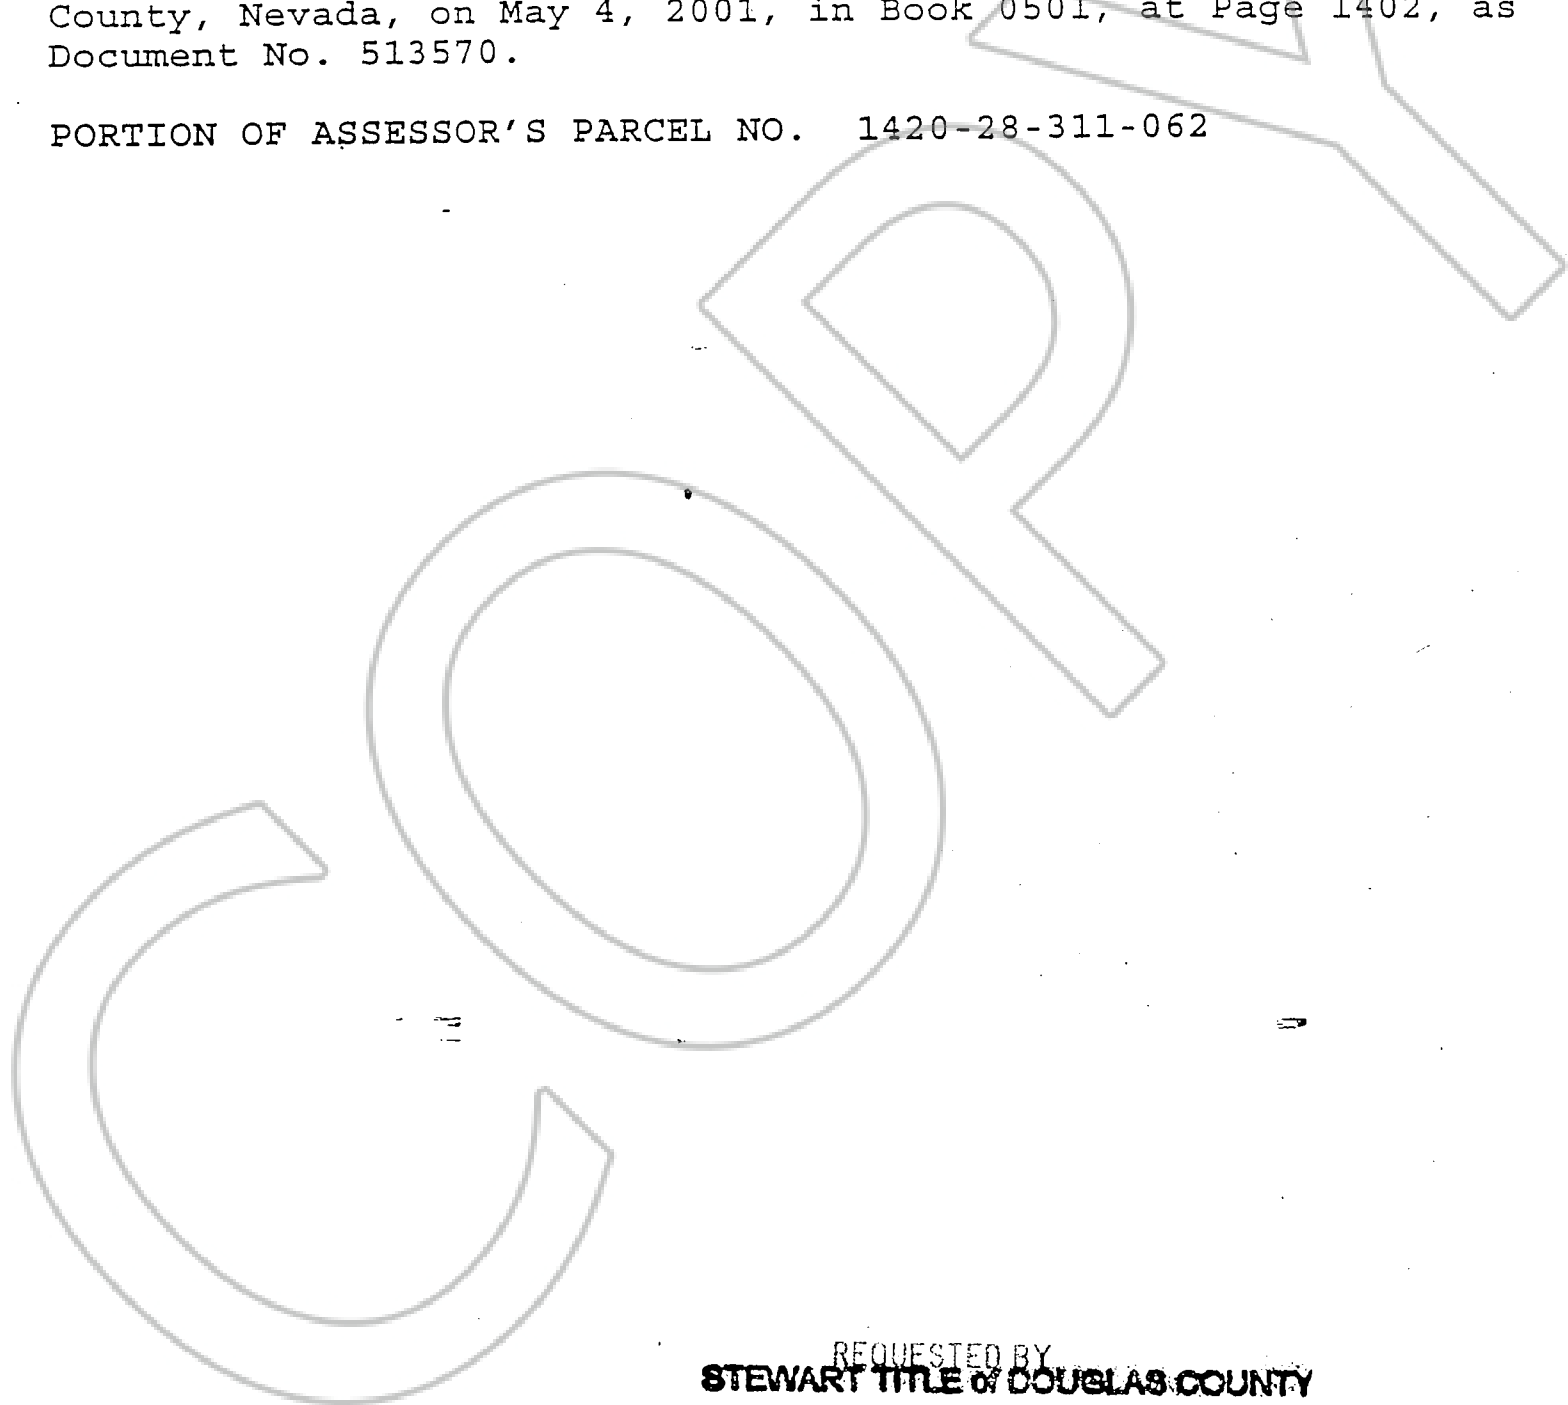 County, Nevada, on May 4, 2001, in Book 0501, at Page 1402, as
Document No. 513570.
PORTION OF ASSESSOR'S PARCEL NO. 1420-28-311-062
COPY
REQUESTED BY
STEWART TITLE of DOUGLAS COUNTY